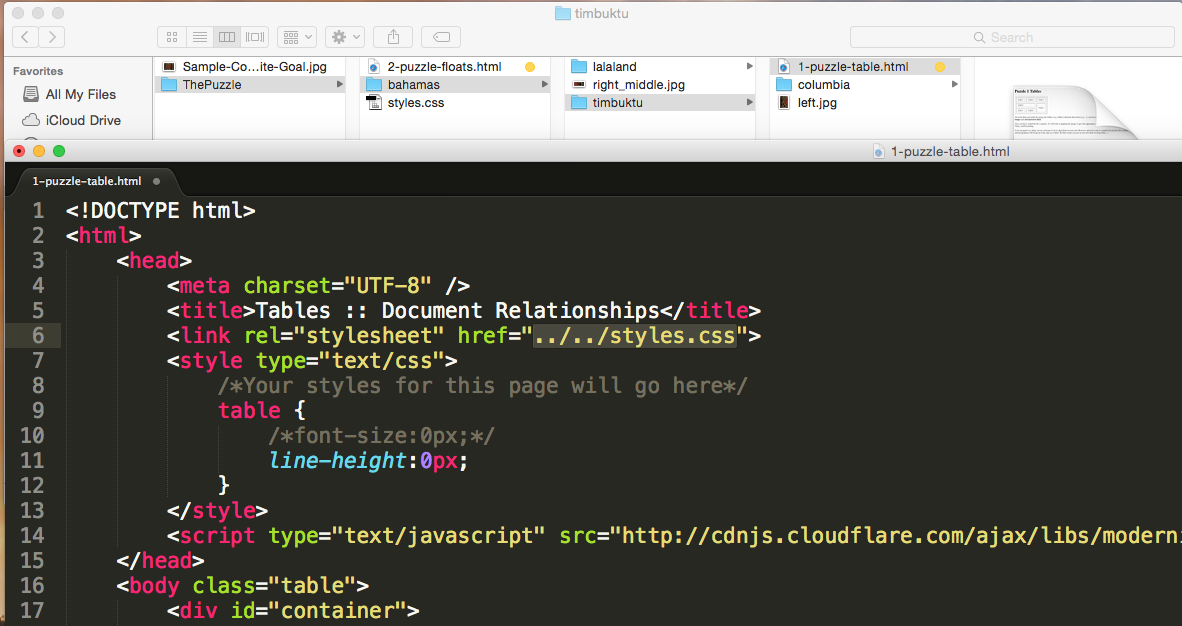 timbuktu
Search
Favorites
All My Files
iCloud Drive
Sample-Co...ite-Goal.jpg
ThePuzzle
2-puzzle-floats.html
bahamas
styles.css
lalaland
right_middle.jpg
timbuktu
1-puzzle-table.html
columbia
left.jpg
1-puzzle-table.html
1-puzzle-table.html
1 <!DOCTYPE html>
2 <html>
3 <head>
4 <meta charset="UTF-8" />
5 <title>Tables :: Document Relationships</title>
6 <link rel="stylesheet" href="../../styles.css">
7 <style type="text/css">
8 /*Your styles for this page will go here*/
9 table {
10 /*font-size:0px;*/
11 line-height:0px;
12 }
13 </style>
14 <script type="text/javascript" src="http://cdnjs.cloudflare.com/ajax/libs/moderni
15 </head>
16 <body class="table">
17 <div id="container">